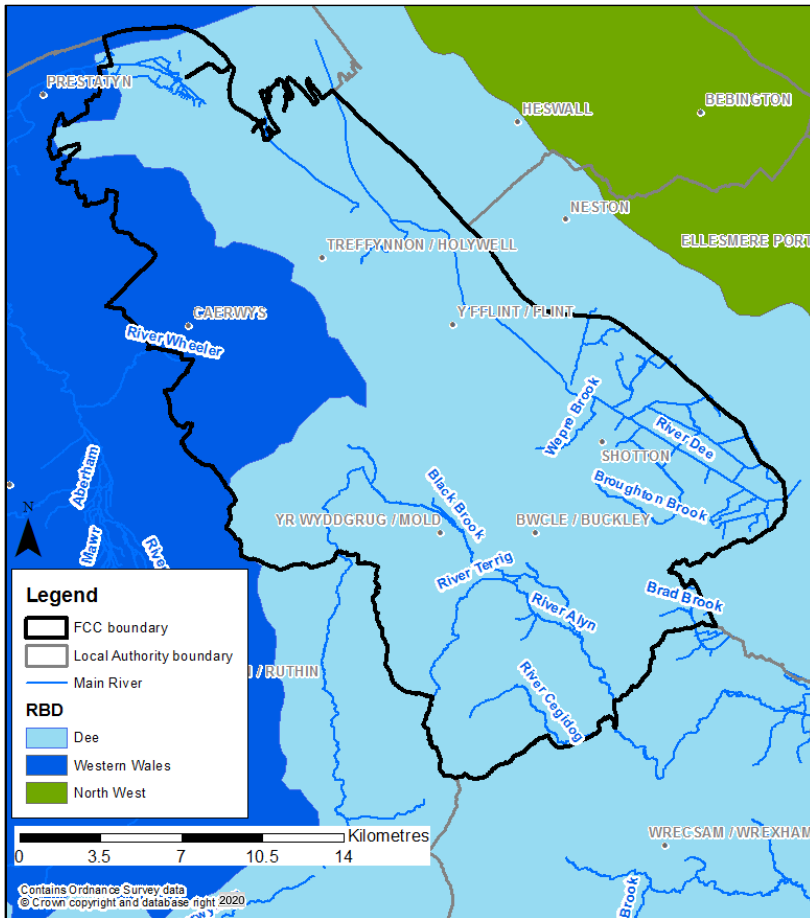 PRESTATYN
HESWALL
BEBINGTON
NESTON
ELLESMERE PORT
TREFFYNNON / HOLYWELL
CAERWYS
Y FFLINT / FLINT
River Wheeler
Wepre Brook
River Dee
SHOTTON
Aberham
Black Brook
Broughton Brook
YR WYDDGRUG / MOLD
BWCLE / BUCKLEY
N
Mawr
River
River Terrig
Brad Brook
River Alyn
/ RUTHIN
River Cegidog
Legend
FCC boundary
Local Authority boundary
Main River
RBD
Dee
Western Wales
North West
Kilometres
0 3.5 7 10.5 14
WRECSAM / WREXHAM
Brook
Contains Ordnance Survey data
© Crown copyright and database right 2020